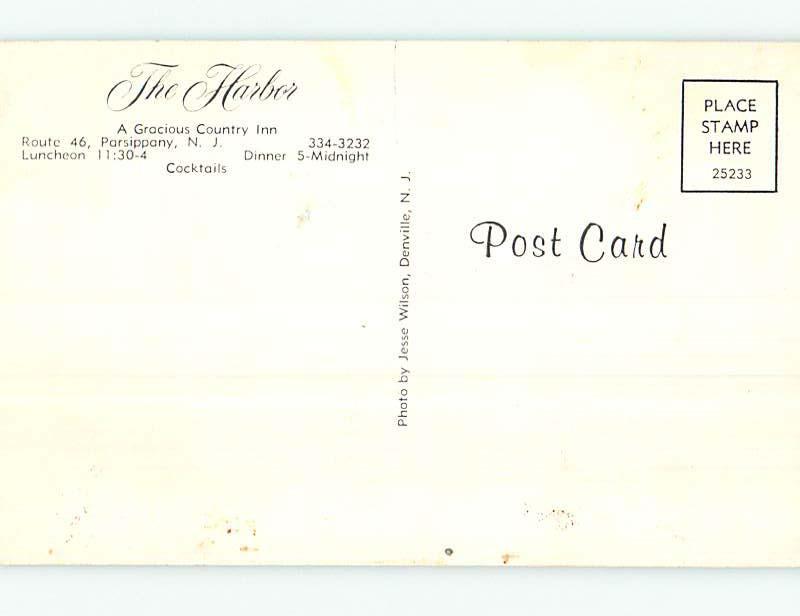 The Harbor
A Gracious Country Inn
Route 46, Parsippany, N. J. 334-3232
Luncheon 11:30-4 Dinner 5-Midnight
Cocktails
Photo by Jesse Wilson, Denville, N. J.
PLACE
STAMP
HERE
25233
Post Card